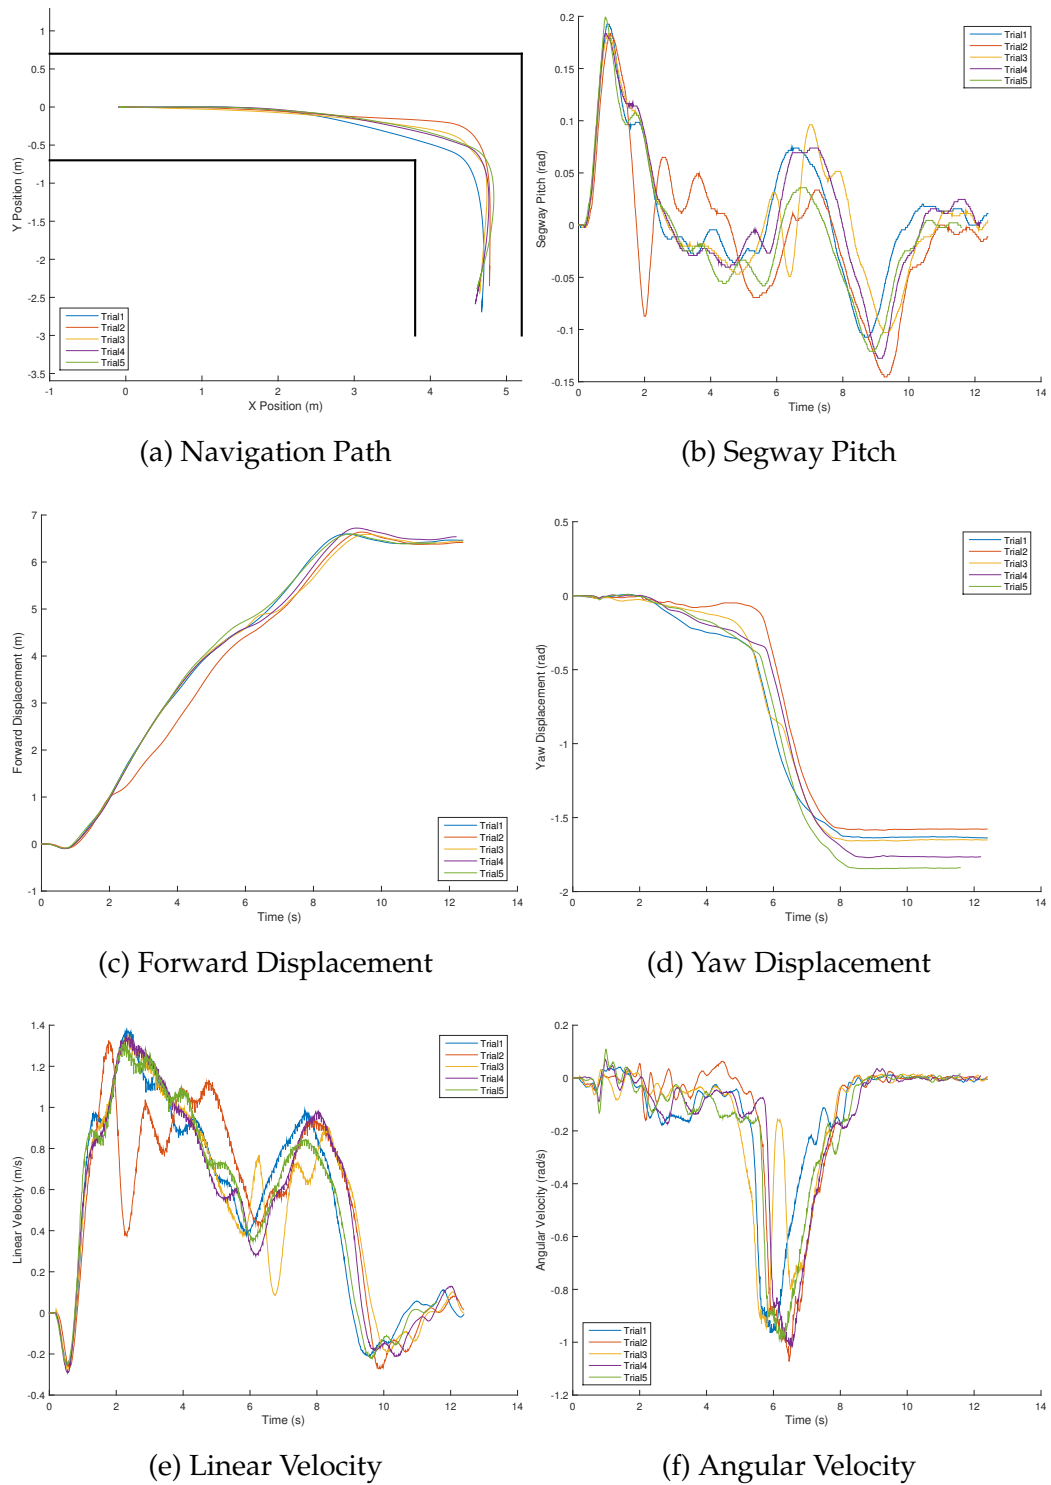 1
0.5
0
-0.5
-1
-1.5
-2
-2.5
-3
-3.5
-1
0
1
2
3
4
5
Y Position (m)
X Position (m)
Trial1
Trial2
Trial3
Trial4
Trial5
(a) Navigation Path
0.2
0.15
0.1
0.05
0
-0.05
-0.1
-0.15
0
2
4
6
8
10
12
14
Segway Pitch (rad)
Time (s)
Trial1
Trial2
Trial3
Trial4
Trial5
(b) Segway Pitch
7
6
5
4
3
2
1
0
-1
0
2
4
6
8
10
12
14
Forward Displacement (m)
Time (s)
Trial1
Trial2
Trial3
Trial4
Trial5
(c) Forward Displacement
0.5
0
-0.5
-1
-1.5
-2
0
2
4
6
8
10
12
14
Yaw Displacement (rad)
Time (s)
Trial1
Trial2
Trial3
Trial4
Trial5
(d) Yaw Displacement
1.4
1.2
1
0.8
0.6
0.4
0.2
0
-0.2
-0.4
0
2
4
6
8
10
12
14
Linear Velocity (m/s)
Time (s)
Trial1
Trial2
Trial3
Trial4
Trial5
(e) Linear Velocity
0.2
0
-0.2
-0.4
-0.6
-0.8
-1
-1.2
0
2
4
6
8
10
12
14
Angular Velocity (rad/s)
Time (s)
Trial1
Trial2
Trial3
Trial4
Trial5
(f) Angular Velocity